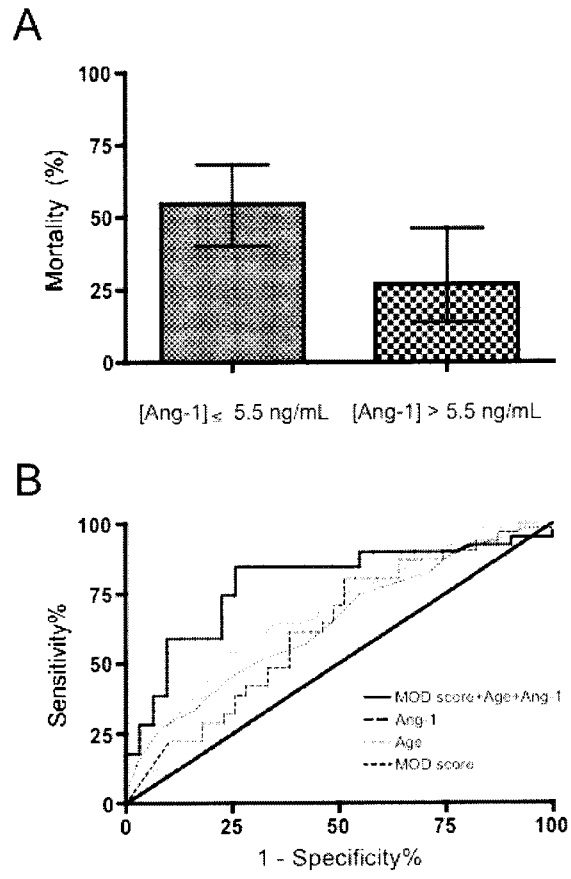 A
Mortality (%)
100
75
50
25
0
[Ang-1] ≤ 5.5 ng/mL
[Ang-1] > 5.5 ng/mL
B
Sensitivity%
100
75
50
25
0
MOD score+Age+Ang-1
Ang-1
Age
MOD score
0
25
50
75
100
1 - Specificity%